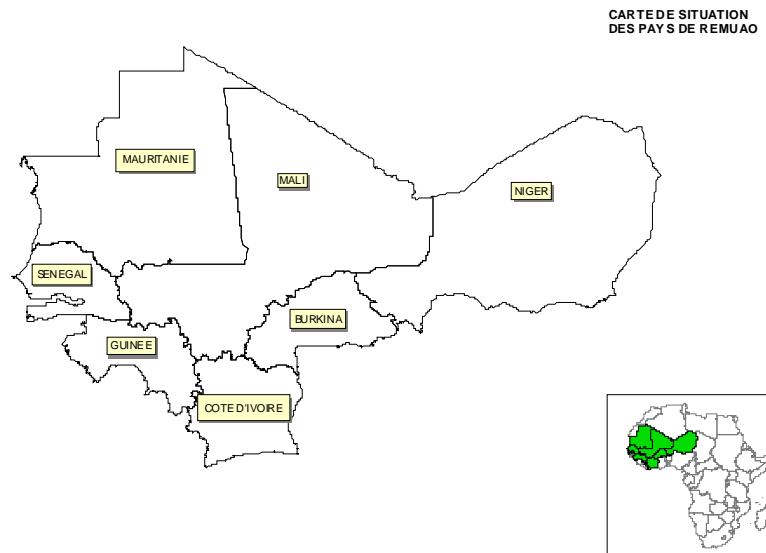 CARTE DE SITUATION
DES PAYS DE REMUAO
MAURITANIE
MALI
NIGER
SENEGAL
BURKINA
GUINEE
COTE D'IVOIRE